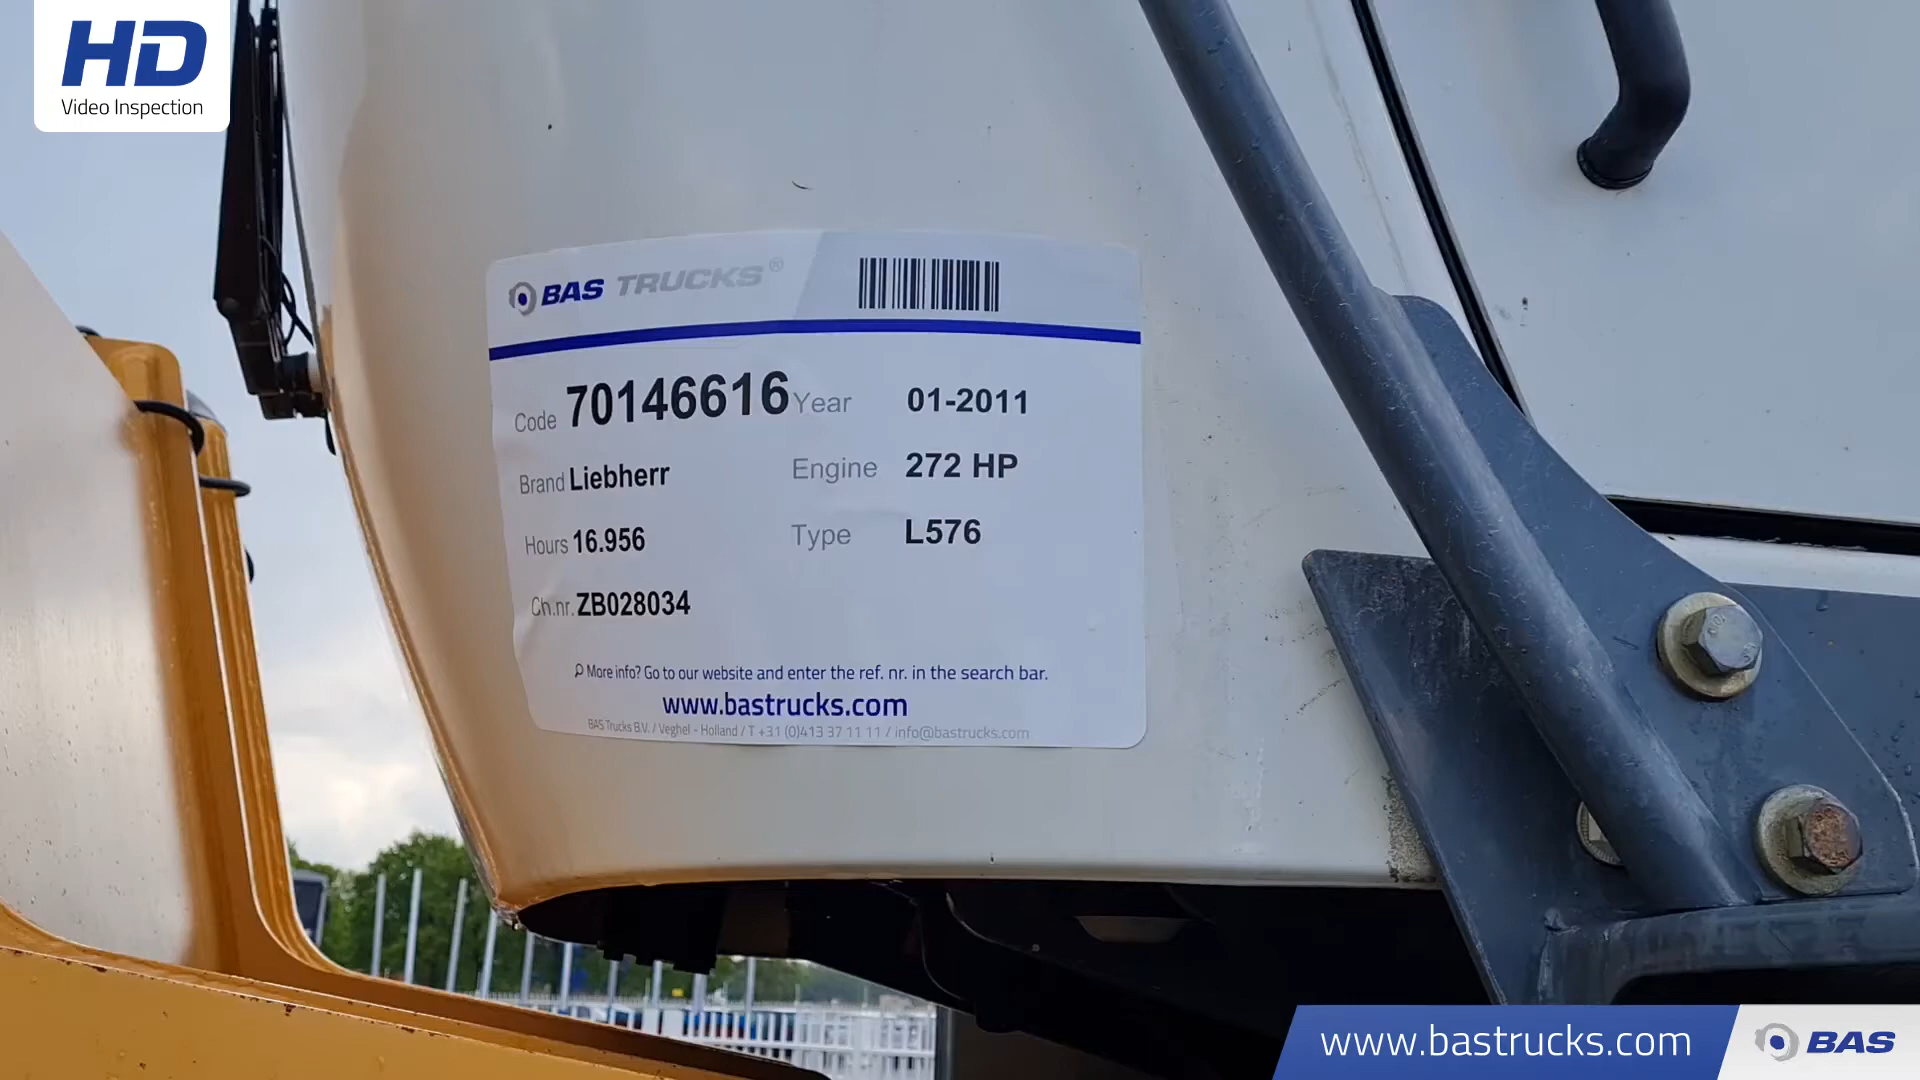 HD
Video Inspection
BAS TRUCKS®
Code 70146616 Year 01-2011
Brand Liebherr Engine 272 HP
Hours 16.956 Type L576
Ch.nr. ZB028034
More info? Go to our website and enter the ref. nr. in the search bar.
www.bastrucks.com
BAS Trucks B.V. / Veghel - Holland / T +31 (0)413 37 11 11 / info@bastrucks.com
www.bastrucks.com BAS